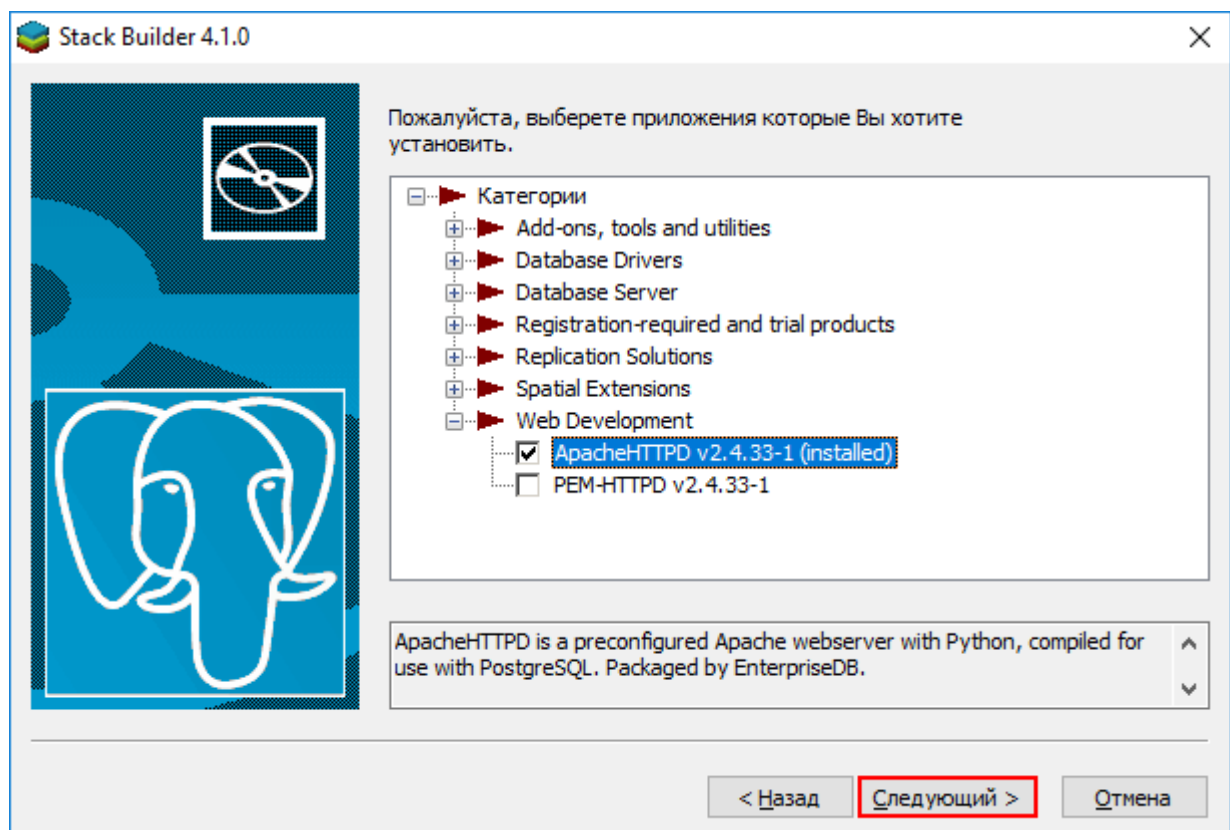 Stack Builder 4.1.0
Пожалуйста, выберете приложения которые Вы хотите
установить.
Категории
Add-ons, tools and utilities
Database Drivers
Database Server
Registration-required and trial products
Replication Solutions
Spatial Extensions
Web Development
ApacheHTTPD v2.4.33-1 (installed)
PEM-HTTPD v2.4.33-1
ApacheHTTPD is a preconfigured Apache webserver with Python, compiled for
use with PostgreSQL. Packaged by EnterpriseDB.
< Назад Следующий > Отмена